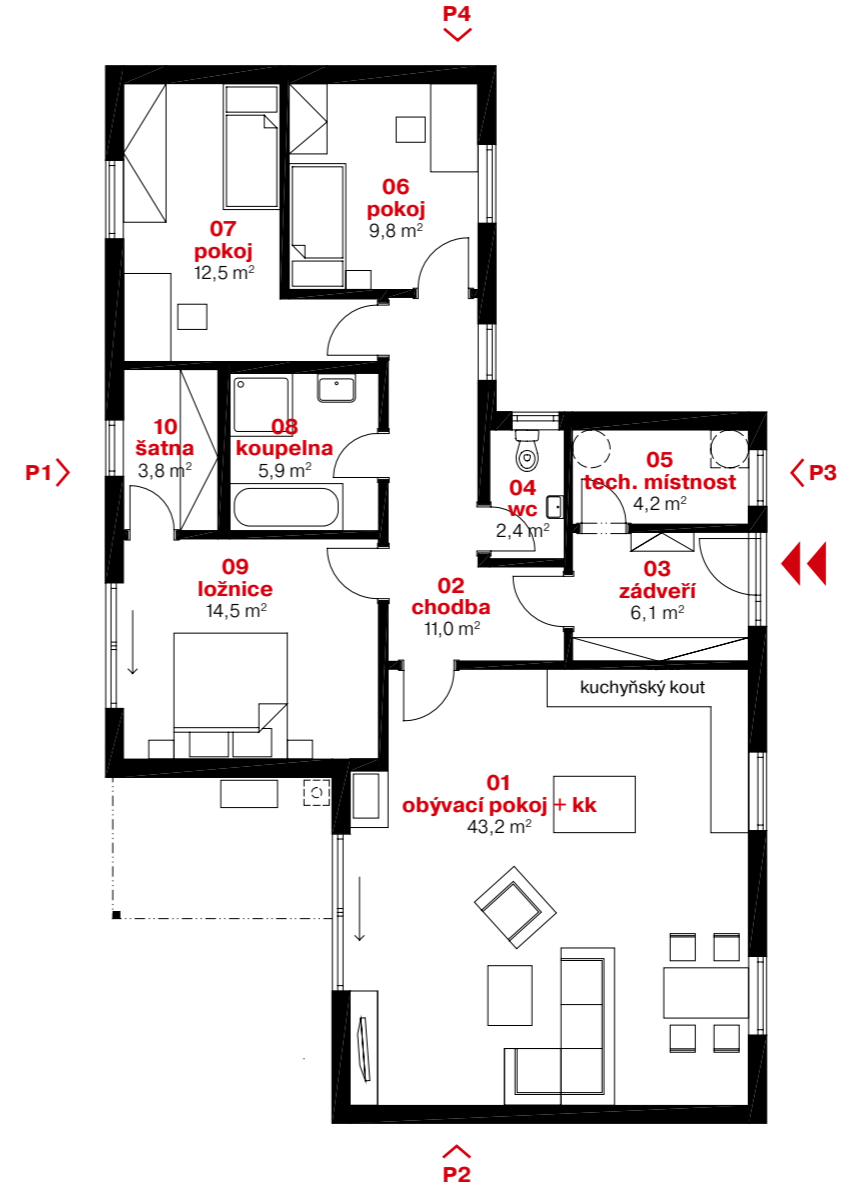 P4
06
pokoj
9,8 m²
07
pokoj
12,5 m²
10
šatna
3,8 m²
08
koupelna
5,9 m²
04
wc
2,4 m²
05
tech. místnost
4,2 m²
P1
P3
09
ložnice
14,5 m²
02
chodba
11,0 m²
03
zádveří
6,1 m²
kuchyňský kout
01
obývací pokoj + kk
43,2 m²
P2